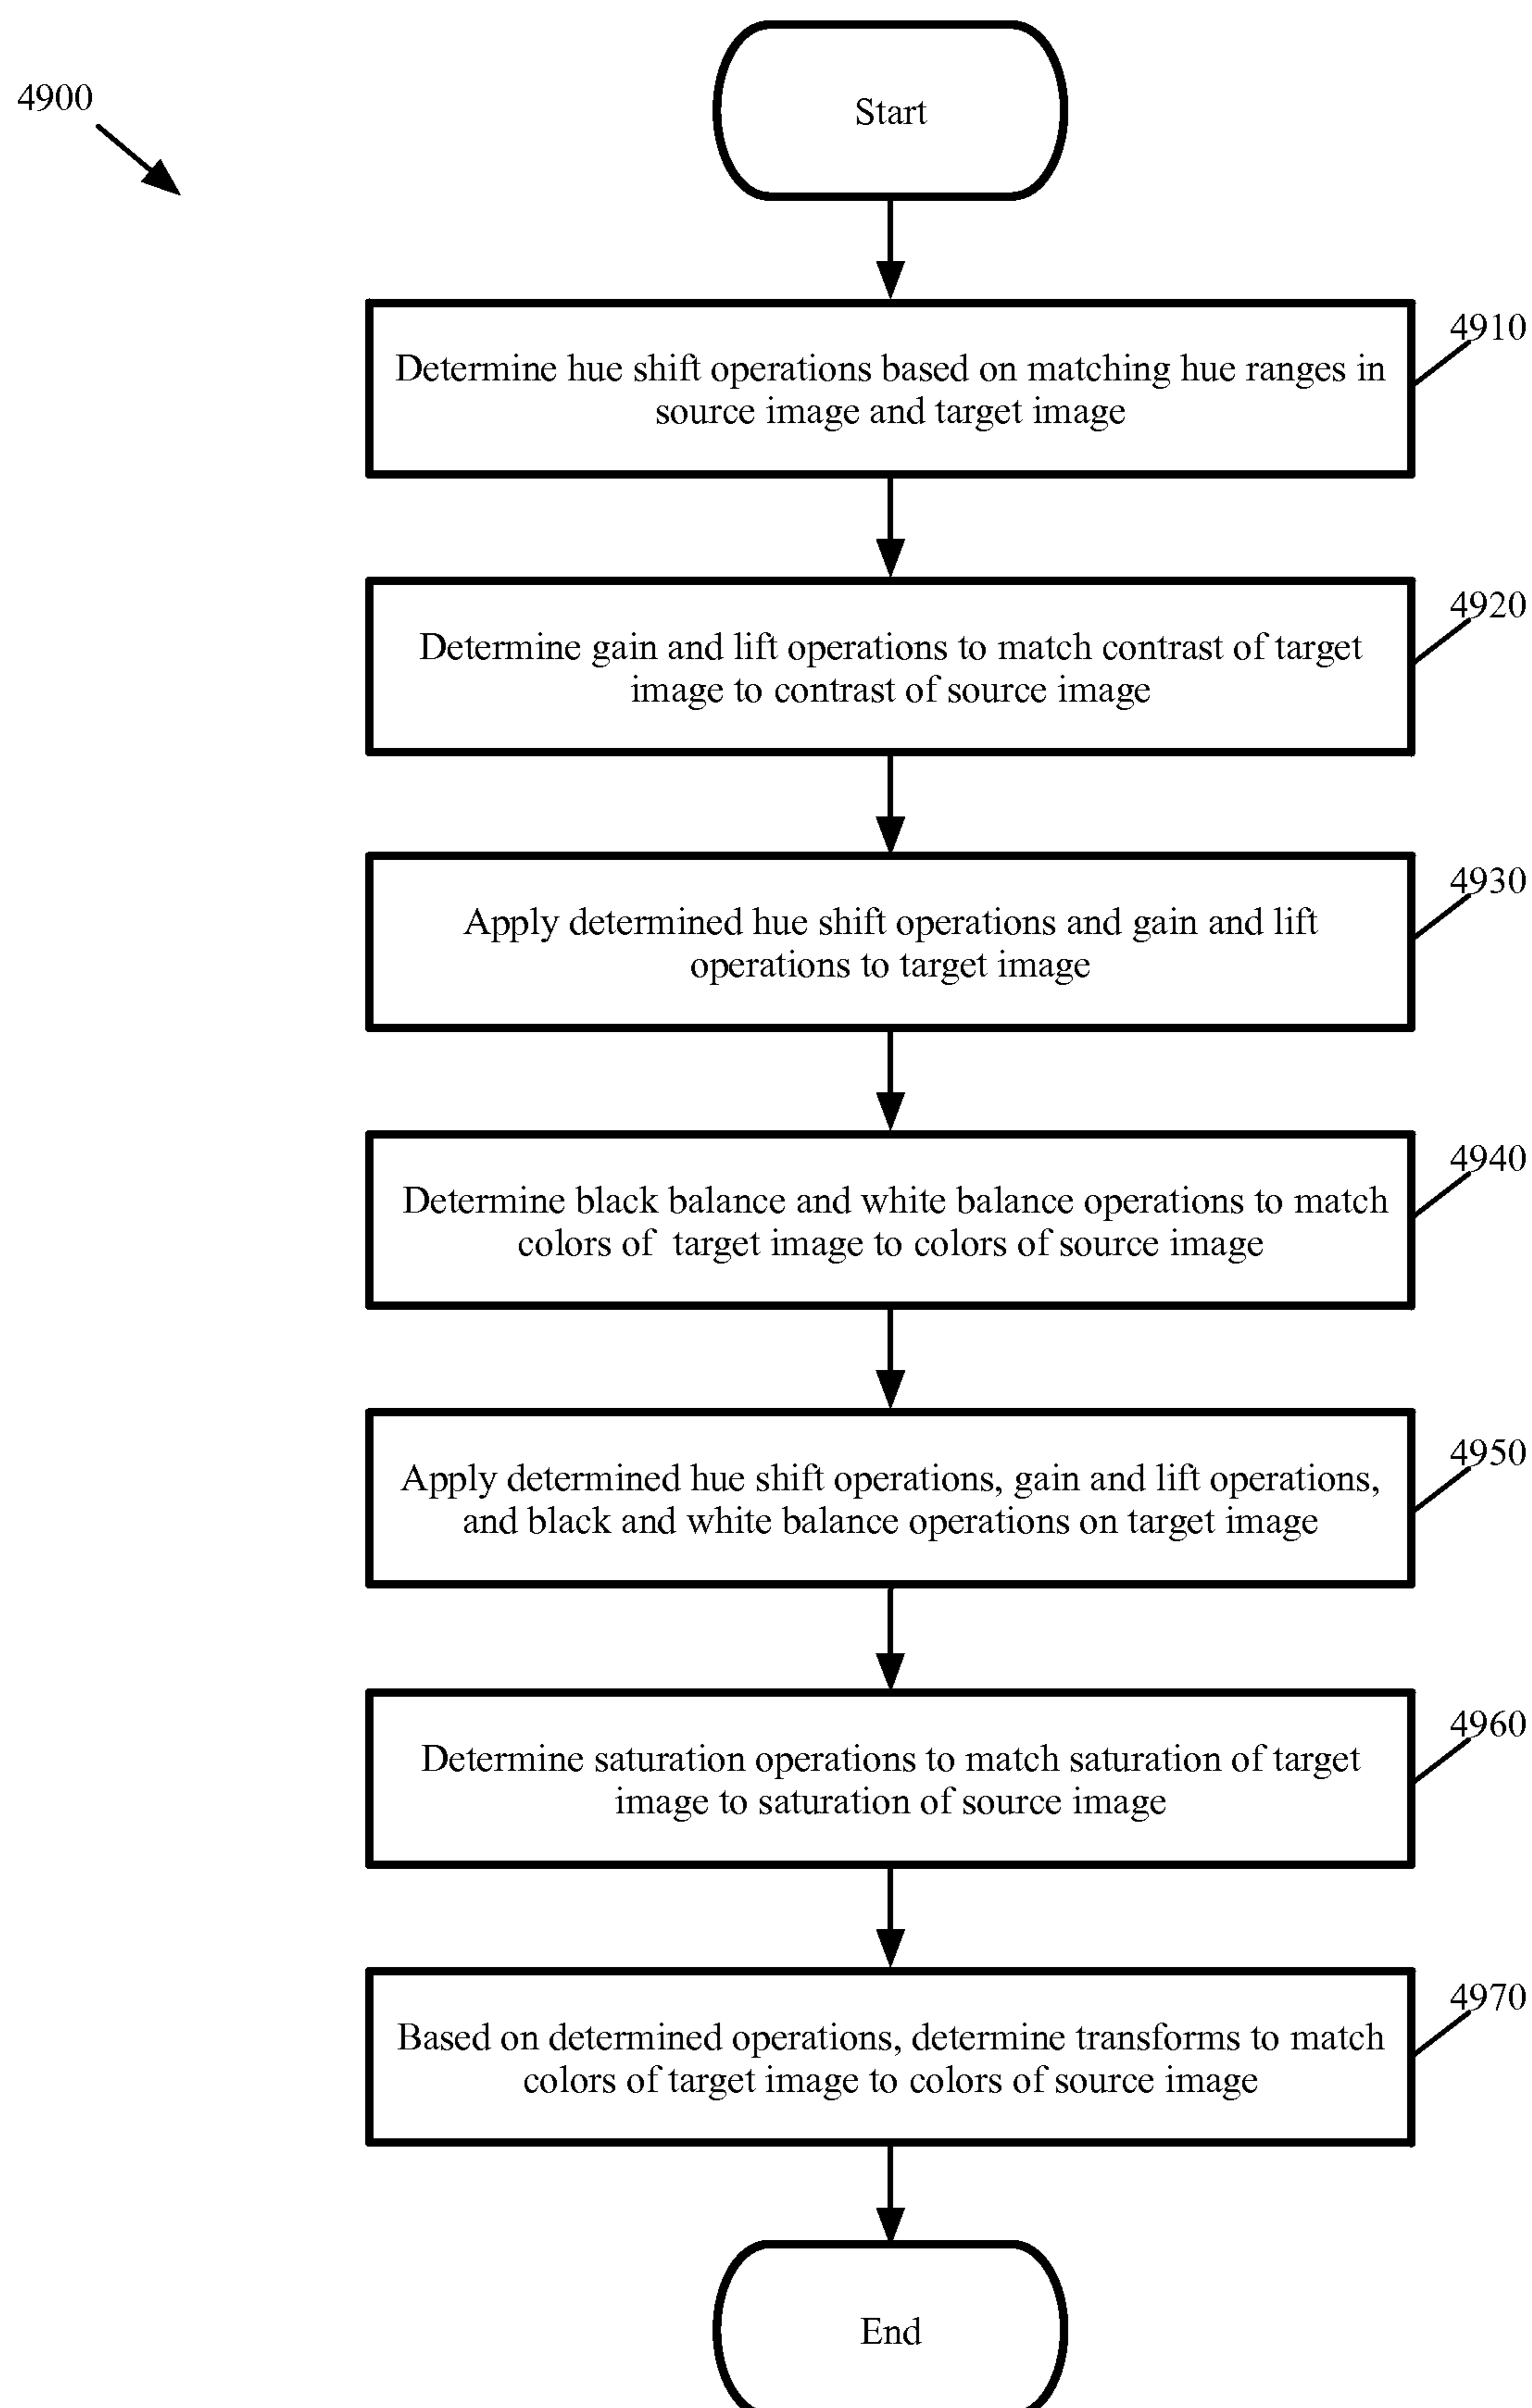 4900
Start
4910
Determine hue shift operations based on matching hue ranges in
source image and target image
4920
Determine gain and lift operations to match contrast of target
image to contrast of source image
4930
Apply determined hue shift operations and gain and lift
operations to target image
4940
Determine black balance and white balance operations to match
colors of target image to colors of source image
4950
Apply determined hue shift operations, gain and lift operations,
and black and white balance operations on target image
4960
Determine saturation operations to match saturation of target
image to saturation of source image
4970
Based on determined operations, determine transforms to match
colors of target image to colors of source image
End